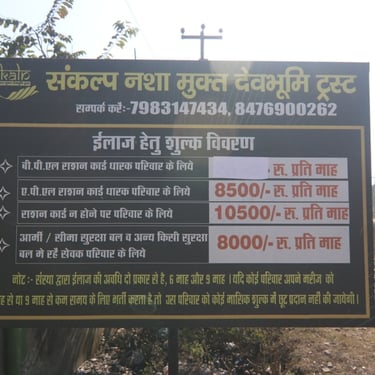 kalp
संकल्प नशा मुक्त देवभूमि ट्रस्ट
सम्पर्क करेंः- 7983147434, 8476900262
ईलाज हेतु शुल्क विवरण
बी.पी.एल राशन कार्ड धारक परिवार के लिये - रू. प्रति माह
ए.पी.एल राशन कार्ड धारक परिवार के लिये 8500/- रू. प्रति माह
राशन कार्ड न होने पर परिवार के लिये 10500/- रू. प्रति माह
आर्मी / सीमा सुरक्षा बल व अन्य किसी सुरक्षा
बल मे रहें सेवक परिवार के लिये 8000/- रू. प्रति माह
नोट :- संस्था द्वारा ईलाज की अवधि दो प्रकार से है, 6 माह और 9 माह । यदि कोई परिवार अपने मरीज को
माह से या 9 माह से कम समय के लिए भर्ती करता है,तो उस परिवार को कोई मासिक शुल्क में छूट प्रदान नही की जायेगी ।